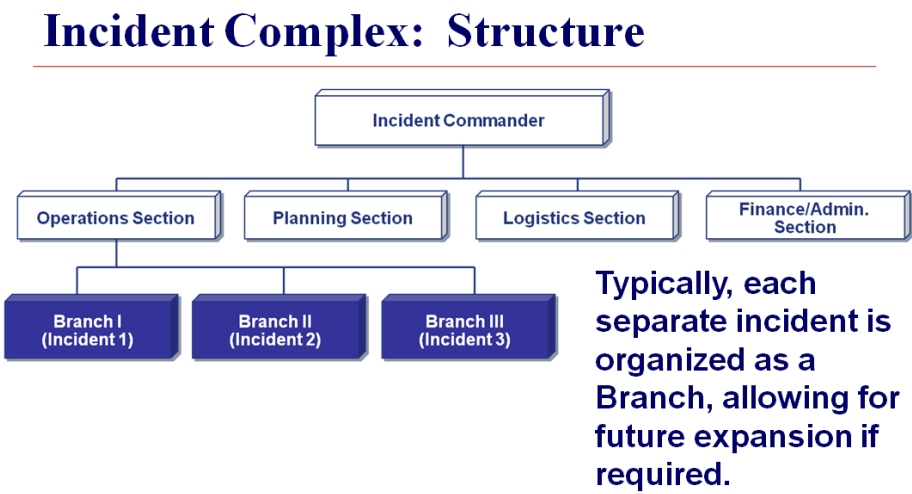 Incident Complex: Structure
Incident Commander
Operations Section
Planning Section
Logistics Section
Finance/Admin.
Section
Branch I
(Incident 1)
Branch II
(Incident 2)
Branch III
(Incident 3)
Typically, each
separate incident is
organized as a
Branch, allowing for
future expansion if
required.